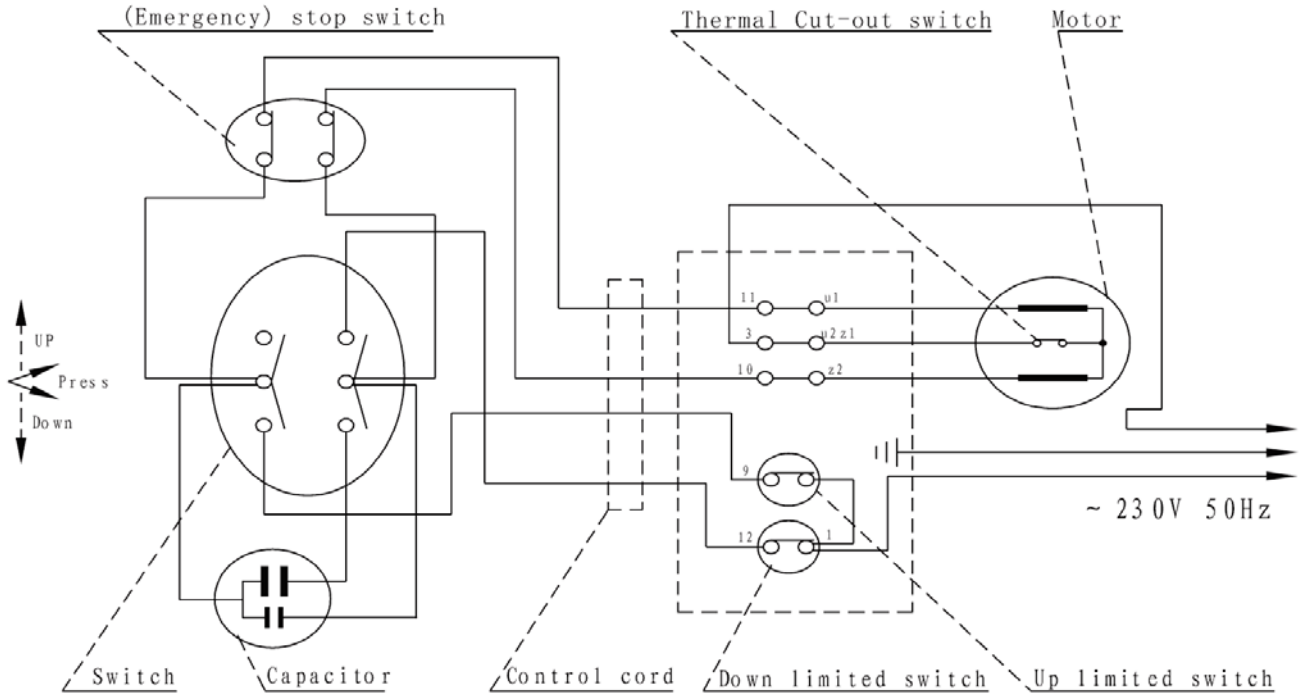 (Emergency) stop switch
Thermal Cut-out switch
Motor
11
u1
3
u2z1
10
z2
UP
Press
Down
9
12
1
~ 230V 50Hz
Switch
Capacitor
Control cord
Down limited switch
Up limited switch